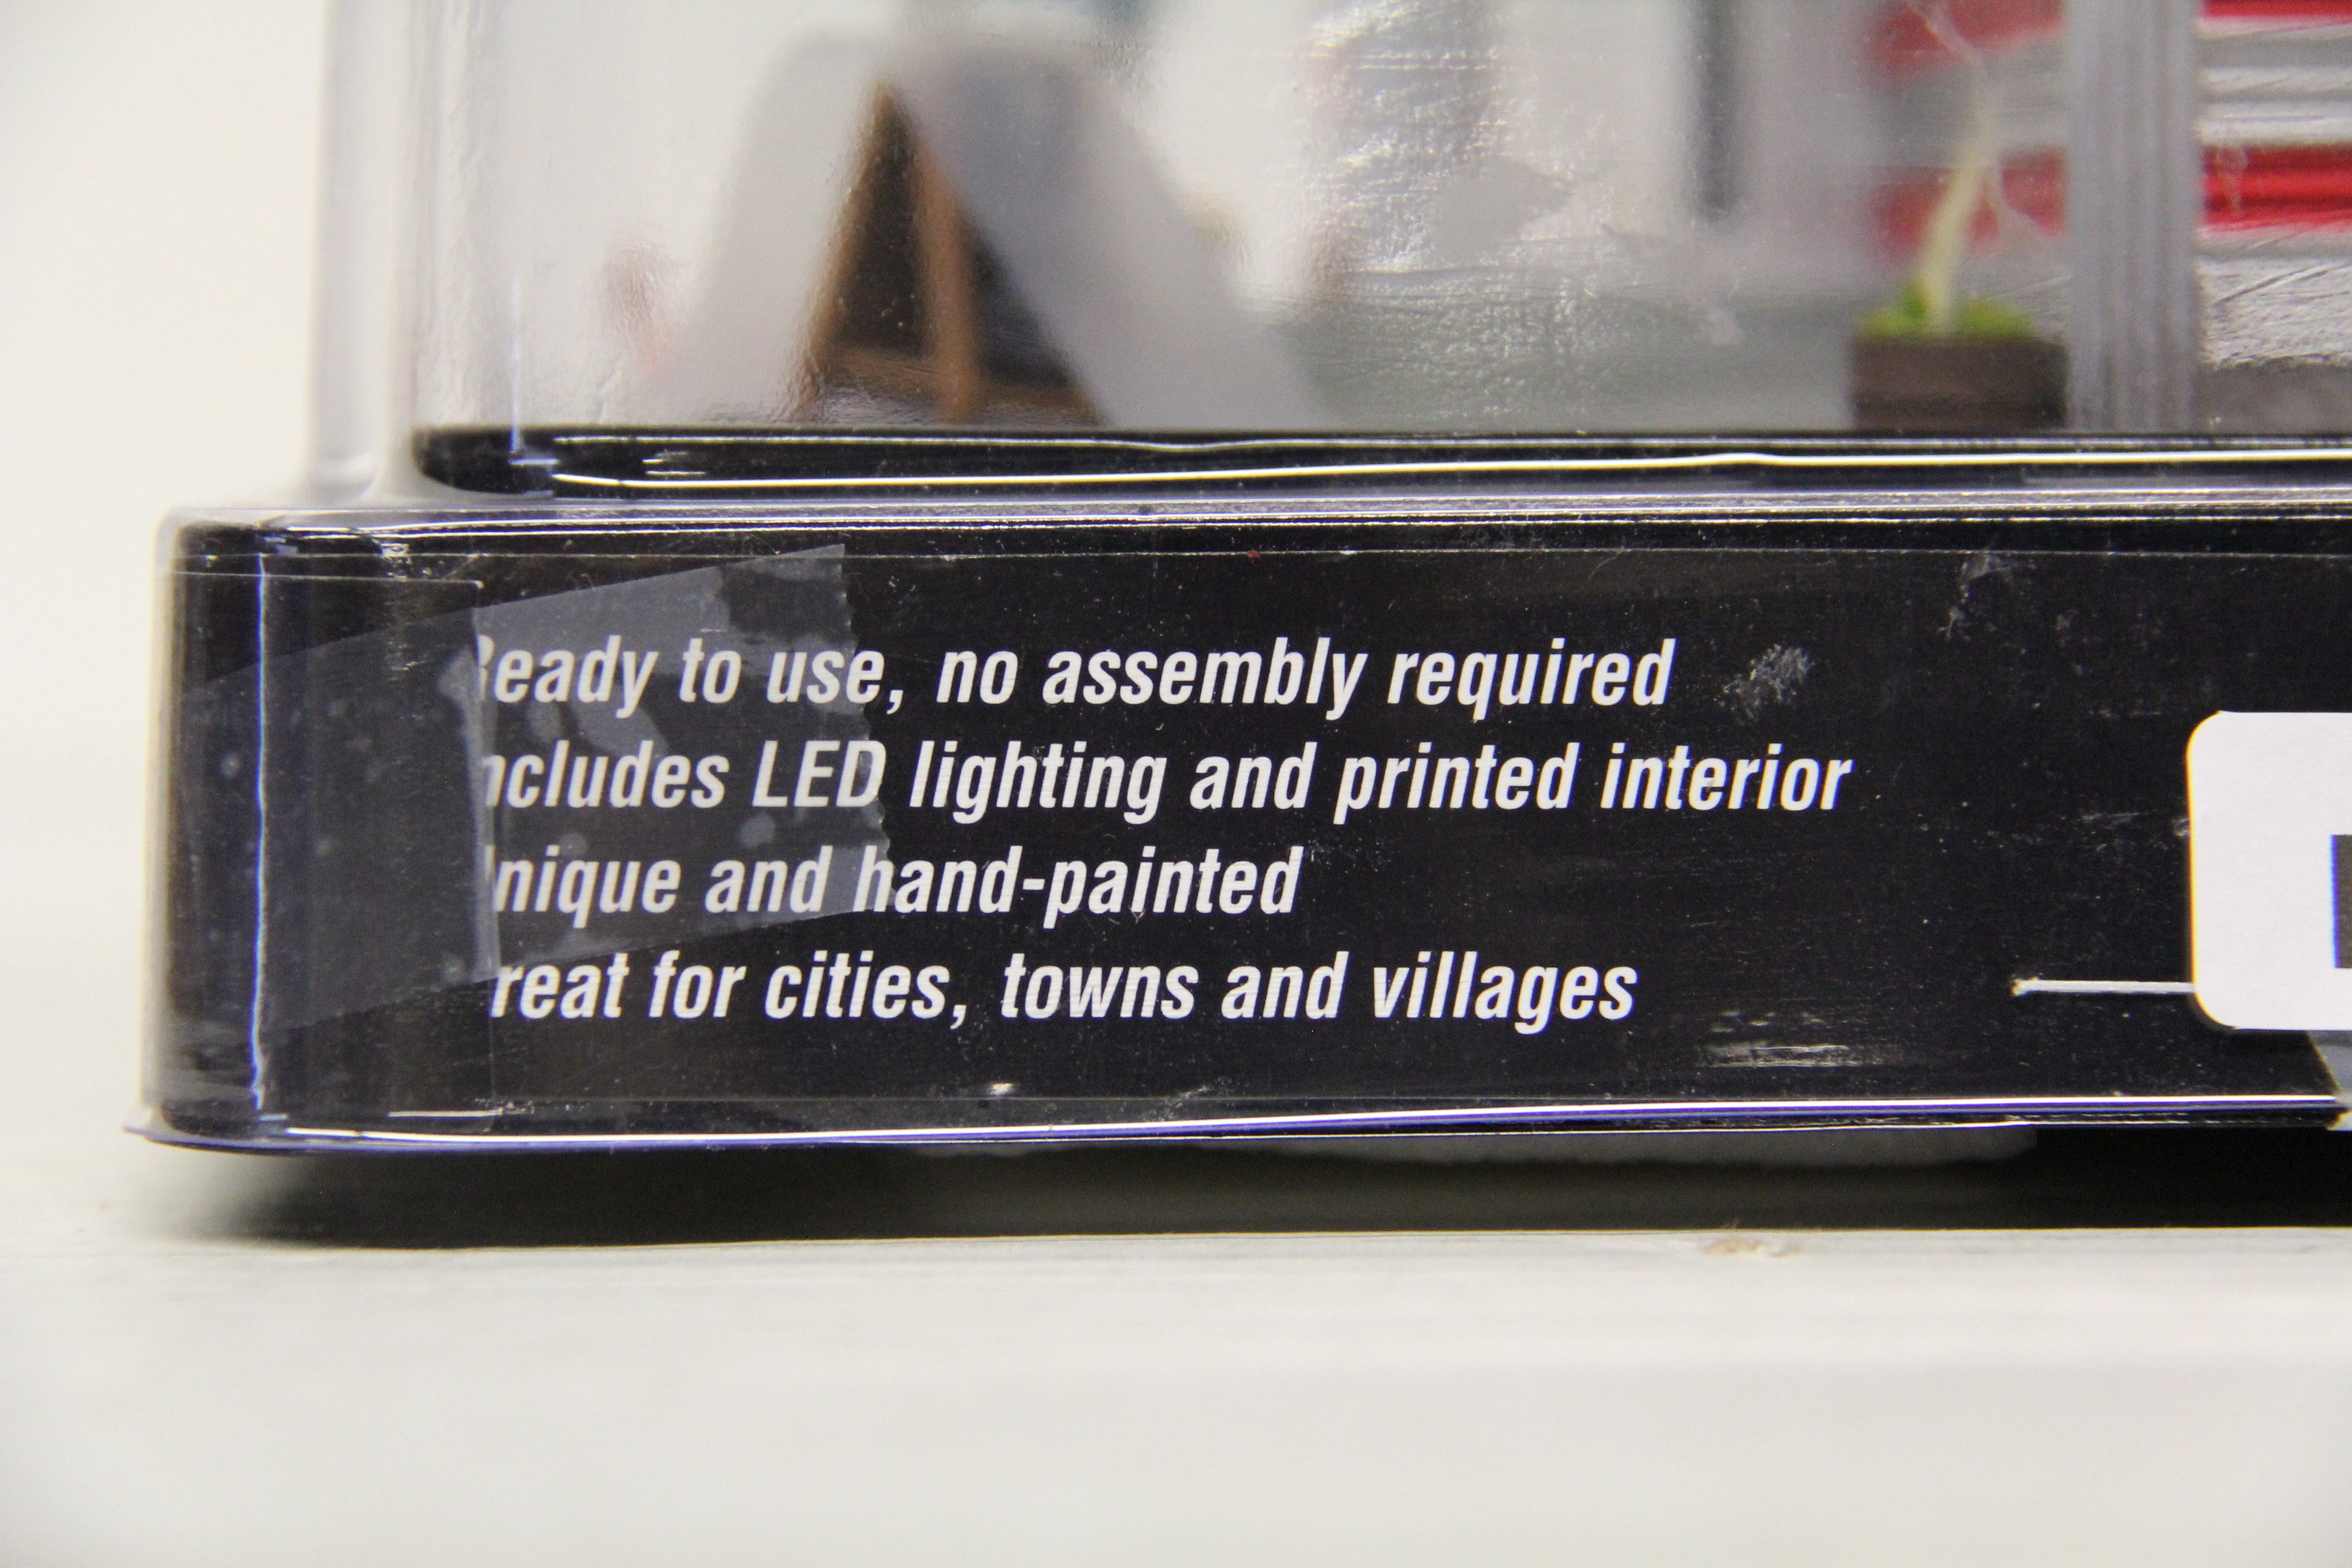 Ready to use, no assembly required
ncludes LED lighting and printed interior
nique and hand-painted
reat for cities, towns and villages